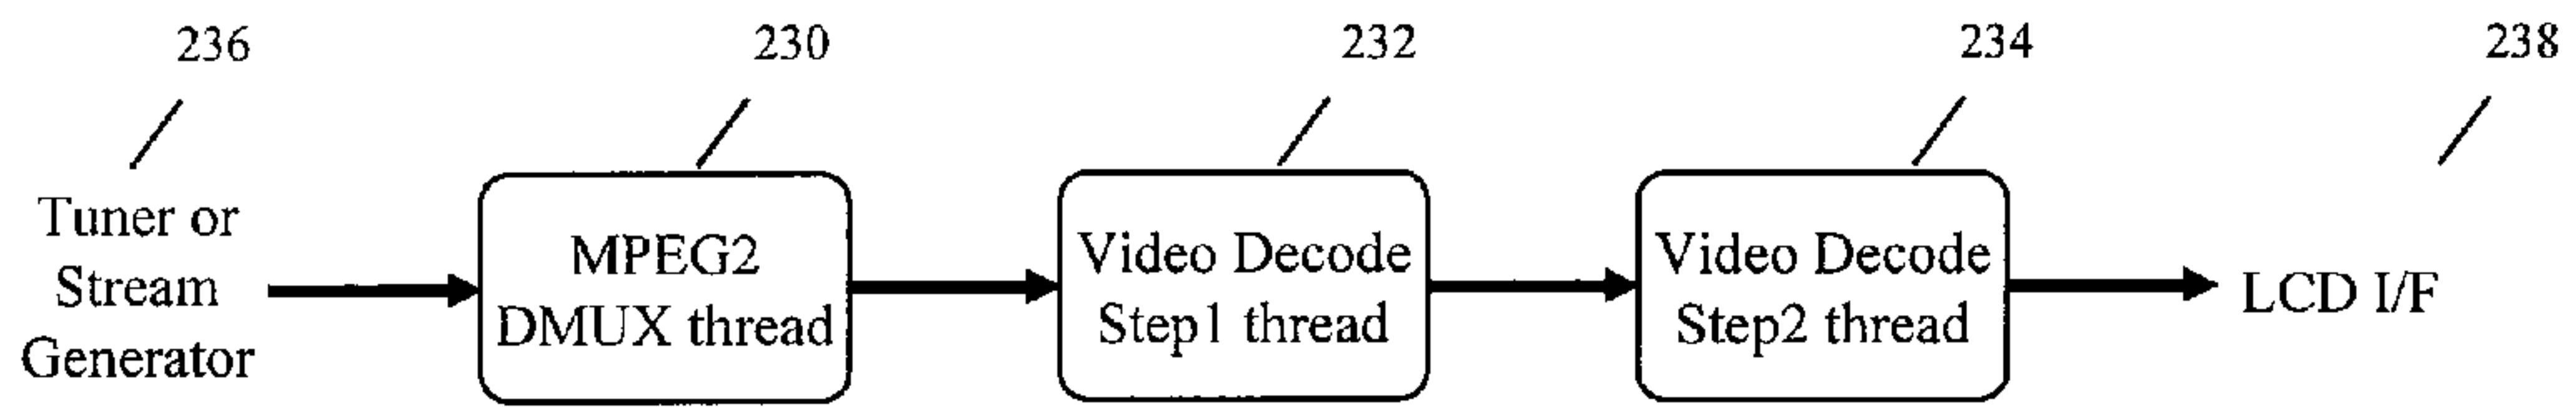 236
230
232
234
238
Tuner or
Stream
Generator
MPEG2
DMUX thread
Video Decode
Step1 thread
Video Decode
Step2 thread
LCD I/F